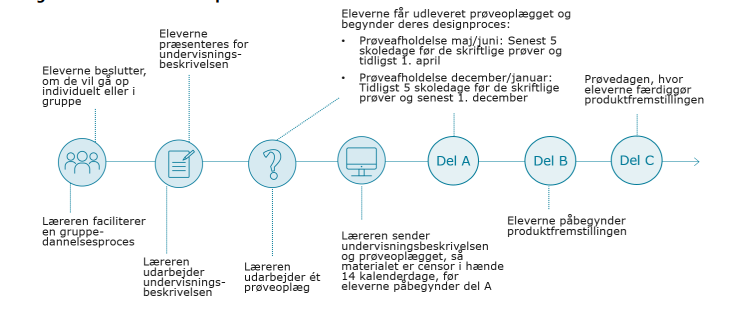 Eleverne beslutter,
om de vil gå op
individuelt eller i
gruppe
Læreren faciliterer
en gruppe-
dannelsesproces
Eleverne
præsenteres for
undervisnings-
beskrivelsen
Læreren
udarbejder
undervisnings-
beskrivelsen
Læreren
udarbejder ét
prøveoplæg
Eleverne får udleveret prøveoplægget og
begynder deres designproces:
• Prøveafholdelse maj/juni: Senest 5
skoledage før de skriftlige prøver og
tidligst 1. april
• Prøveafholdelse december/januar:
Tidligst 5 skoledage før de skriftlige
prøver og senest 1. december
Læreren sender
undervisningsbeskrivelsen
og prøveoplægget, så
materialet er censor i hænde
14 kalenderdage, før
eleverne påbegynder del A
Del A
Del B
Eleverne påbegynder
produktfremstillingen
Prøvedagen, hvor
eleverne færdiggør
produktfremstillingen
Del C